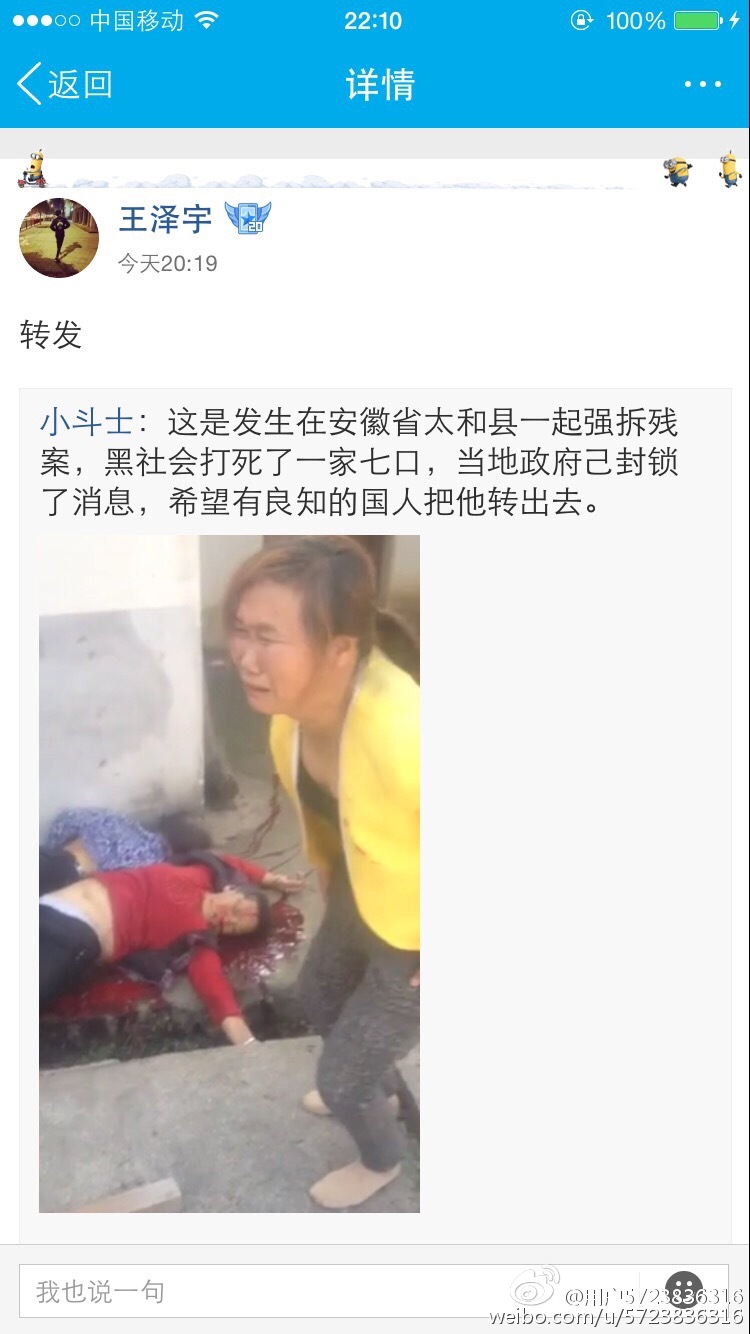 中国移动 22:10 100%
返回 详情
王泽宇
20
今天20:19
转发
小斗士：这是发生在安徽省太和县一起强拆残
案，黑社会打死了一家七口，当地政府己封锁
了消息，希望有良知的国人把他转出去。
我也说一句
@用户5723836316
weibo.com/u/5723836316